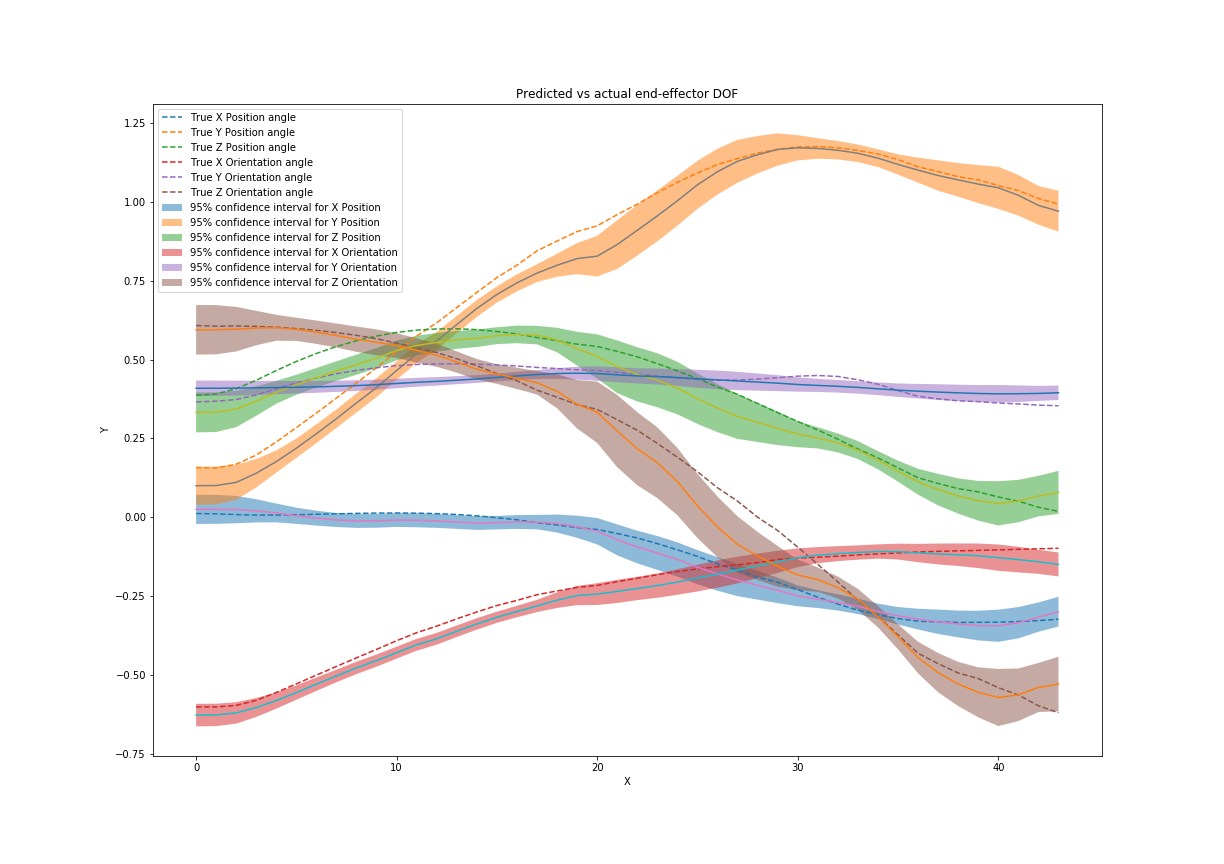 Predicted vs actual end-effector DOF
True X Position angle
True Y Position angle
True Z Position angle
True X Orientation angle
True Y Orientation angle
True Z Orientation angle
95% confidence interval for X Position
95% confidence interval for Y Position
95% confidence interval for Z Position
95% confidence interval for X Orientation
95% confidence interval for Y Orientation
95% confidence interval for Z Orientation
1.25
1.00
0.75
0.50
0.25
0.00
−0.25
−0.50
−0.75
Y
0 10 20 30 40
X